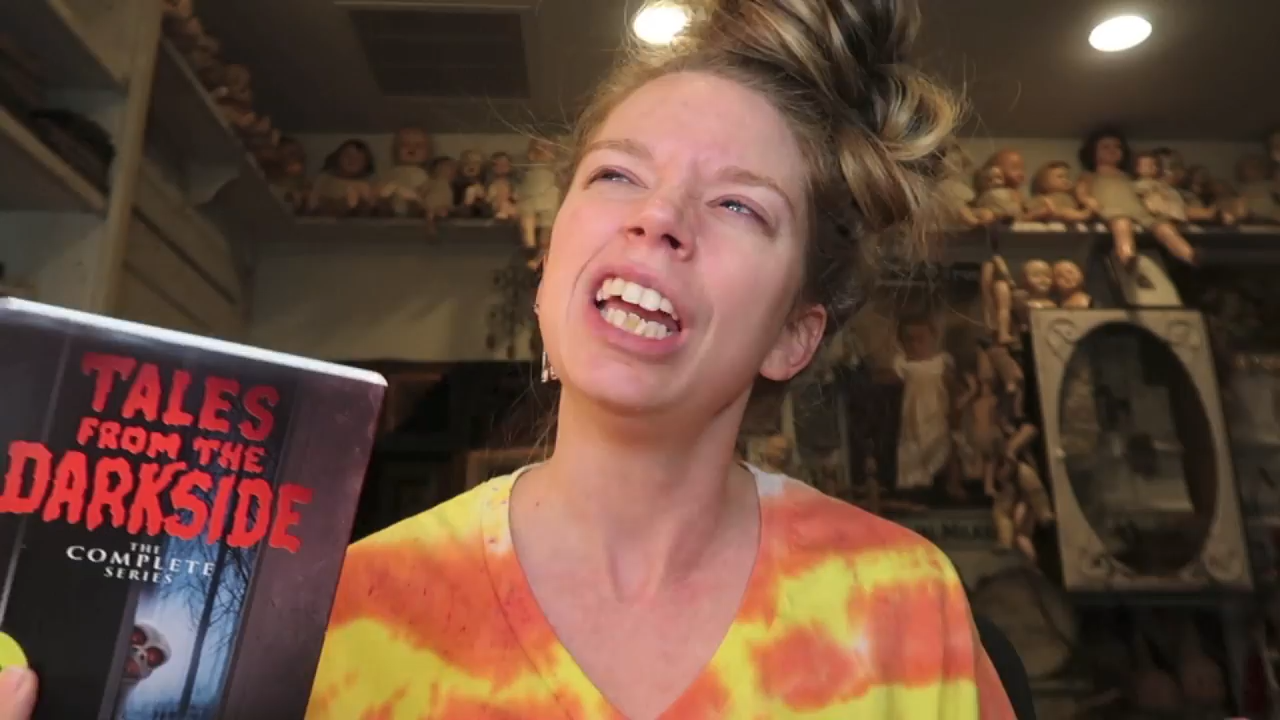 TALES
FROM THE
DARKSIDE
THE
COMPLETE
SERIES